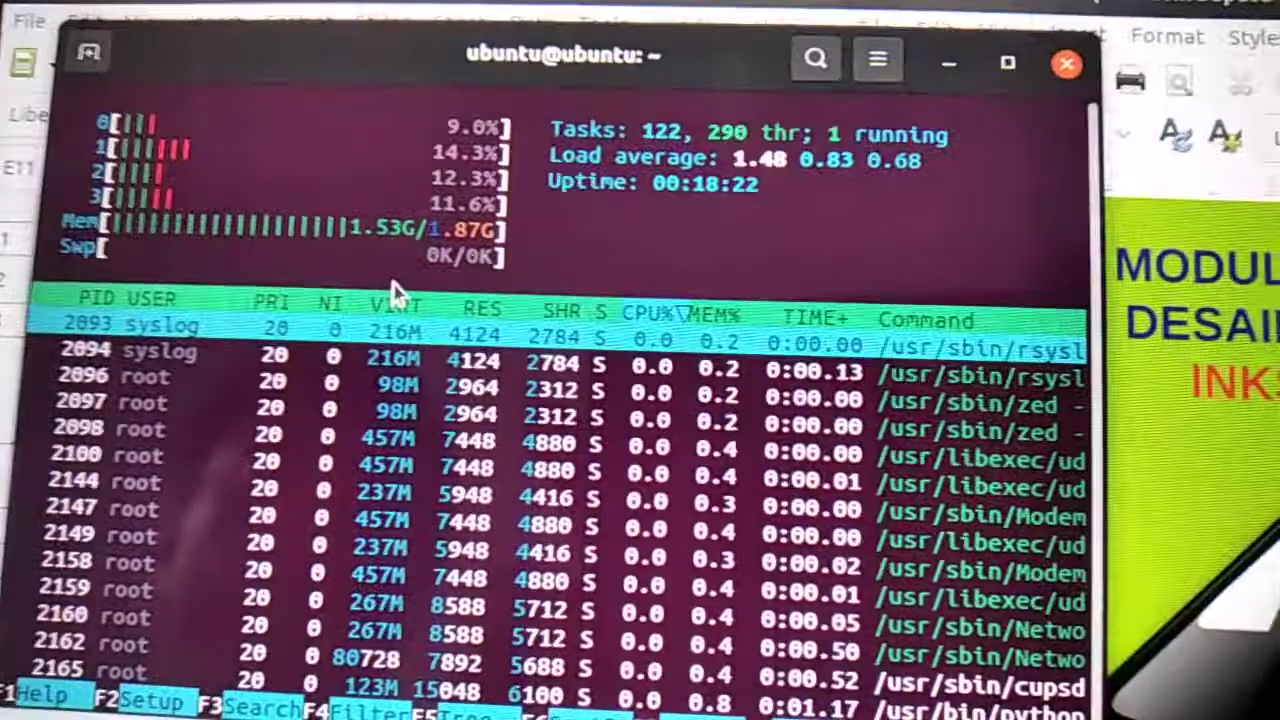 File
Format Styles
ubuntu@ubuntu: ~
Libe
E11
0[||| 9.0%] Tasks: 122, 290 thr; 1 running
1[|||||| 14.3%] Load average: 1.48 0.83 0.68
2[|||| 12.3%] Uptime: 00:18:22
3[||||| 11.6%]
Mem[||||||||||||||||||||1.53G/1.87G]
Swp[ 0K/0K]
PID USER PRI NI VIRT RES SHR S CPU%▽MEM% TIME+ Command
2093 syslog 20 0 216M 4124 2784 S 0.0 0.2 0:00.00 /usr/sbin/rsysl
2094 syslog 20 0 216M 4124 2784 S 0.0 0.2 0:00.13 /usr/sbin/rsysl
2096 root 20 0 98M 2964 2312 S 0.0 0.2 0:00.00 /usr/sbin/zed -
2097 root 20 0 98M 2964 2312 S 0.0 0.2 0:00.00 /usr/sbin/zed -
2098 root 20 0 457M 7448 4880 S 0.0 0.4 0:00.00 /usr/libexec/ud
2100 root 20 0 457M 7448 4880 S 0.0 0.4 0:00.01 /usr/libexec/ud
2144 root 20 0 237M 5948 4416 S 0.0 0.3 0:00.00 /usr/sbin/Modem
2147 root 20 0 457M 7448 4880 S 0.0 0.4 0:00.00 /usr/libexec/ud
2149 root 20 0 237M 5948 4416 S 0.0 0.3 0:00.02 /usr/sbin/Modem
2158 root 20 0 457M 7448 4880 S 0.0 0.4 0:00.01 /usr/libexec/ud
2159 root 20 0 267M 8588 5712 S 0.0 0.4 0:00.05 /usr/sbin/Netwo
2160 root 20 0 267M 8588 5712 S 0.0 0.4 0:00.50 /usr/sbin/Netwo
2162 root 20 0 80728 7892 5688 S 0.0 0.4 0:00.52 /usr/sbin/cupsd
2165 root 20 0 123M 15048 6100 S 0.0 0.8 0:01.17 /usr/bin/python
F1Help F2Setup F3Search F4Filter F5Tree F6
MODUL
DESAI
INKS